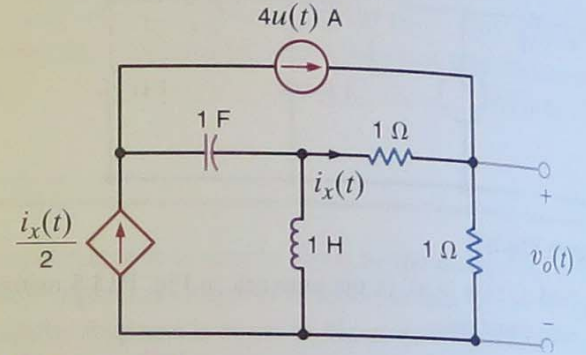 4u(t) A
1 F
1 Ω
i_x(t)
i_x(t)/2
1 H
1 Ω
+
v_o(t)
−